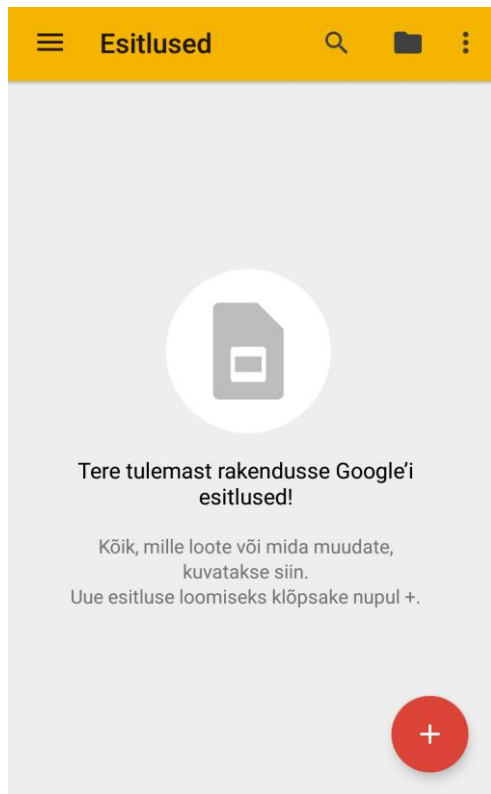 Esitlused
Tere tulemast rakendusse Google’i
esitlused!
Kõik, mille loote või mida muudate,
kuvatakse siin.
Uue esitluse loomiseks klõpsake nupul +.
+